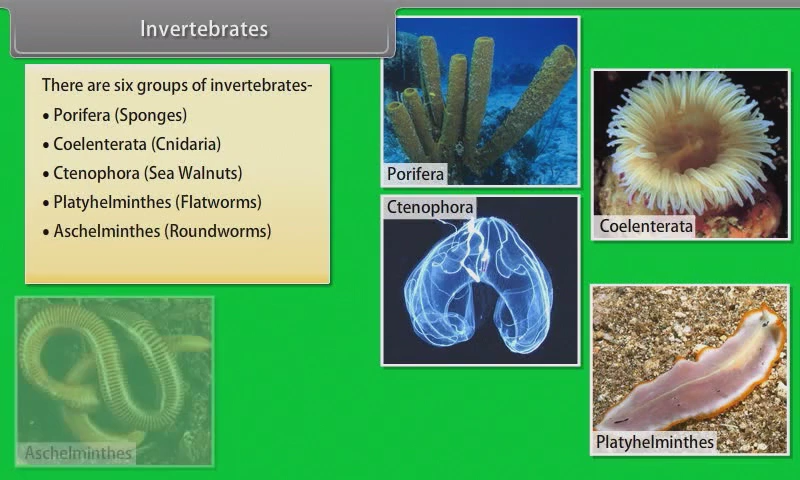 Invertebrates
There are six groups of invertebrates-
• Porifera (Sponges)
• Coelenterata (Cnidaria)
• Ctenophora (Sea Walnuts)
• Platyhelminthes (Flatworms)
• Aschelminthes (Roundworms)
Porifera
Coelenterata
Ctenophora
Platyhelminthes
Aschelminthes